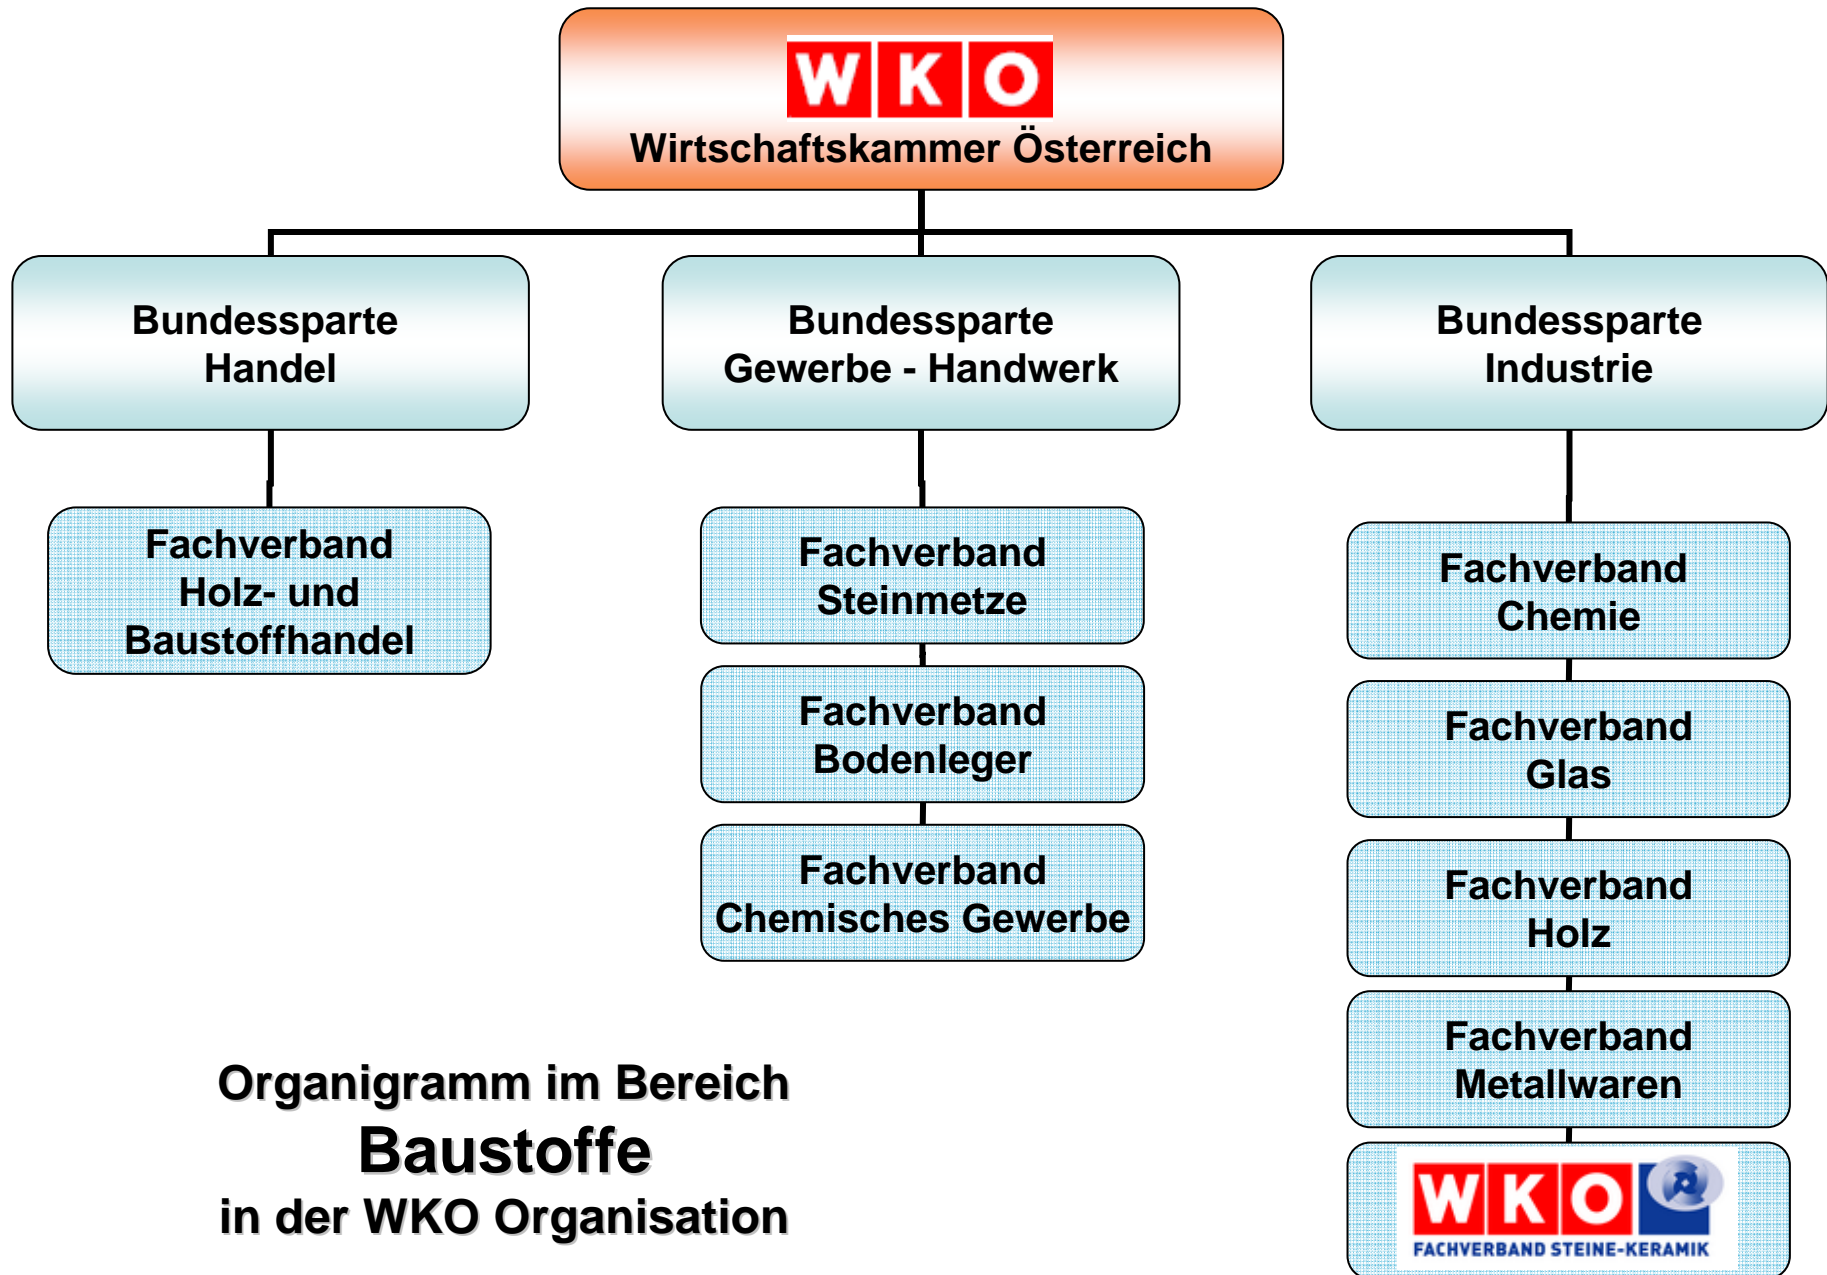 WKO
Wirtschaftskammer Österreich
Bundessparte
Handel
Bundessparte
Gewerbe - Handwerk
Bundessparte
Industrie
Fachverband
Holz- und
Baustoffhandel
Fachverband
Steinmetze
Fachverband
Bodenleger
Fachverband
Chemisches Gewerbe
Fachverband
Chemie
Fachverband
Glas
Fachverband
Holz
Fachverband
Metallwaren
WKO
FACHVERBAND STEINE-KERAMIK
Organigramm im Bereich
Baustoffe
in der WKO Organisation